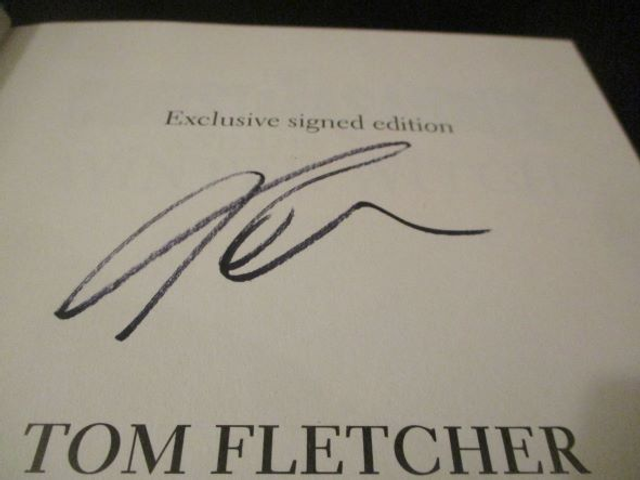 Exclusive signed edition
TOM FLETCHER